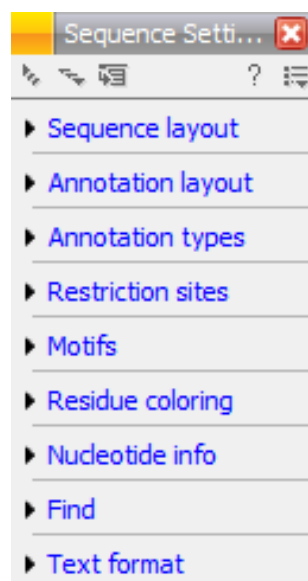 Sequence Setti...
?
Sequence layout
Annotation layout
Annotation types
Restriction sites
Motifs
Residue coloring
Nucleotide info
Find
Text format